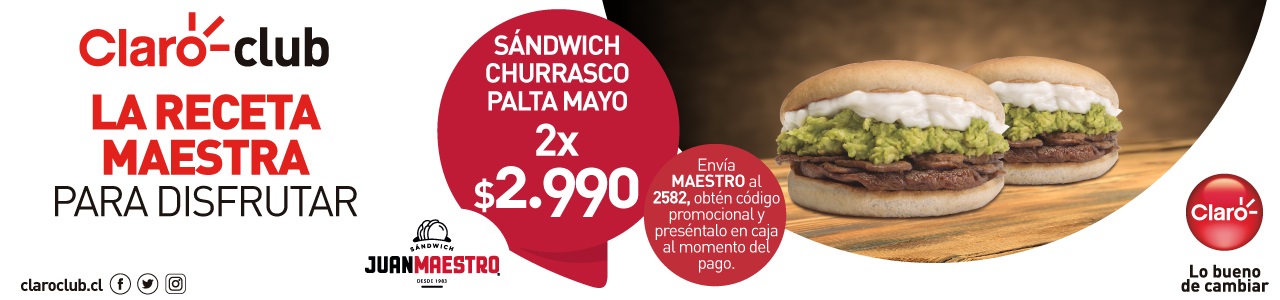 Claro-club
LA RECETA
MAESTRA
PARA DISFRUTAR
claroclub.cl
SÁNDWICH
CHURRASCO
PALTA MAYO
2x
$2.990
SÁNDWICH
JUANMAESTRO
DESDE 1983
Envía
MAESTRO al
2582, obtén código
promocional y
preséntalo en caja
al momento del
pago.
Claro-
Lo bueno
de cambiar